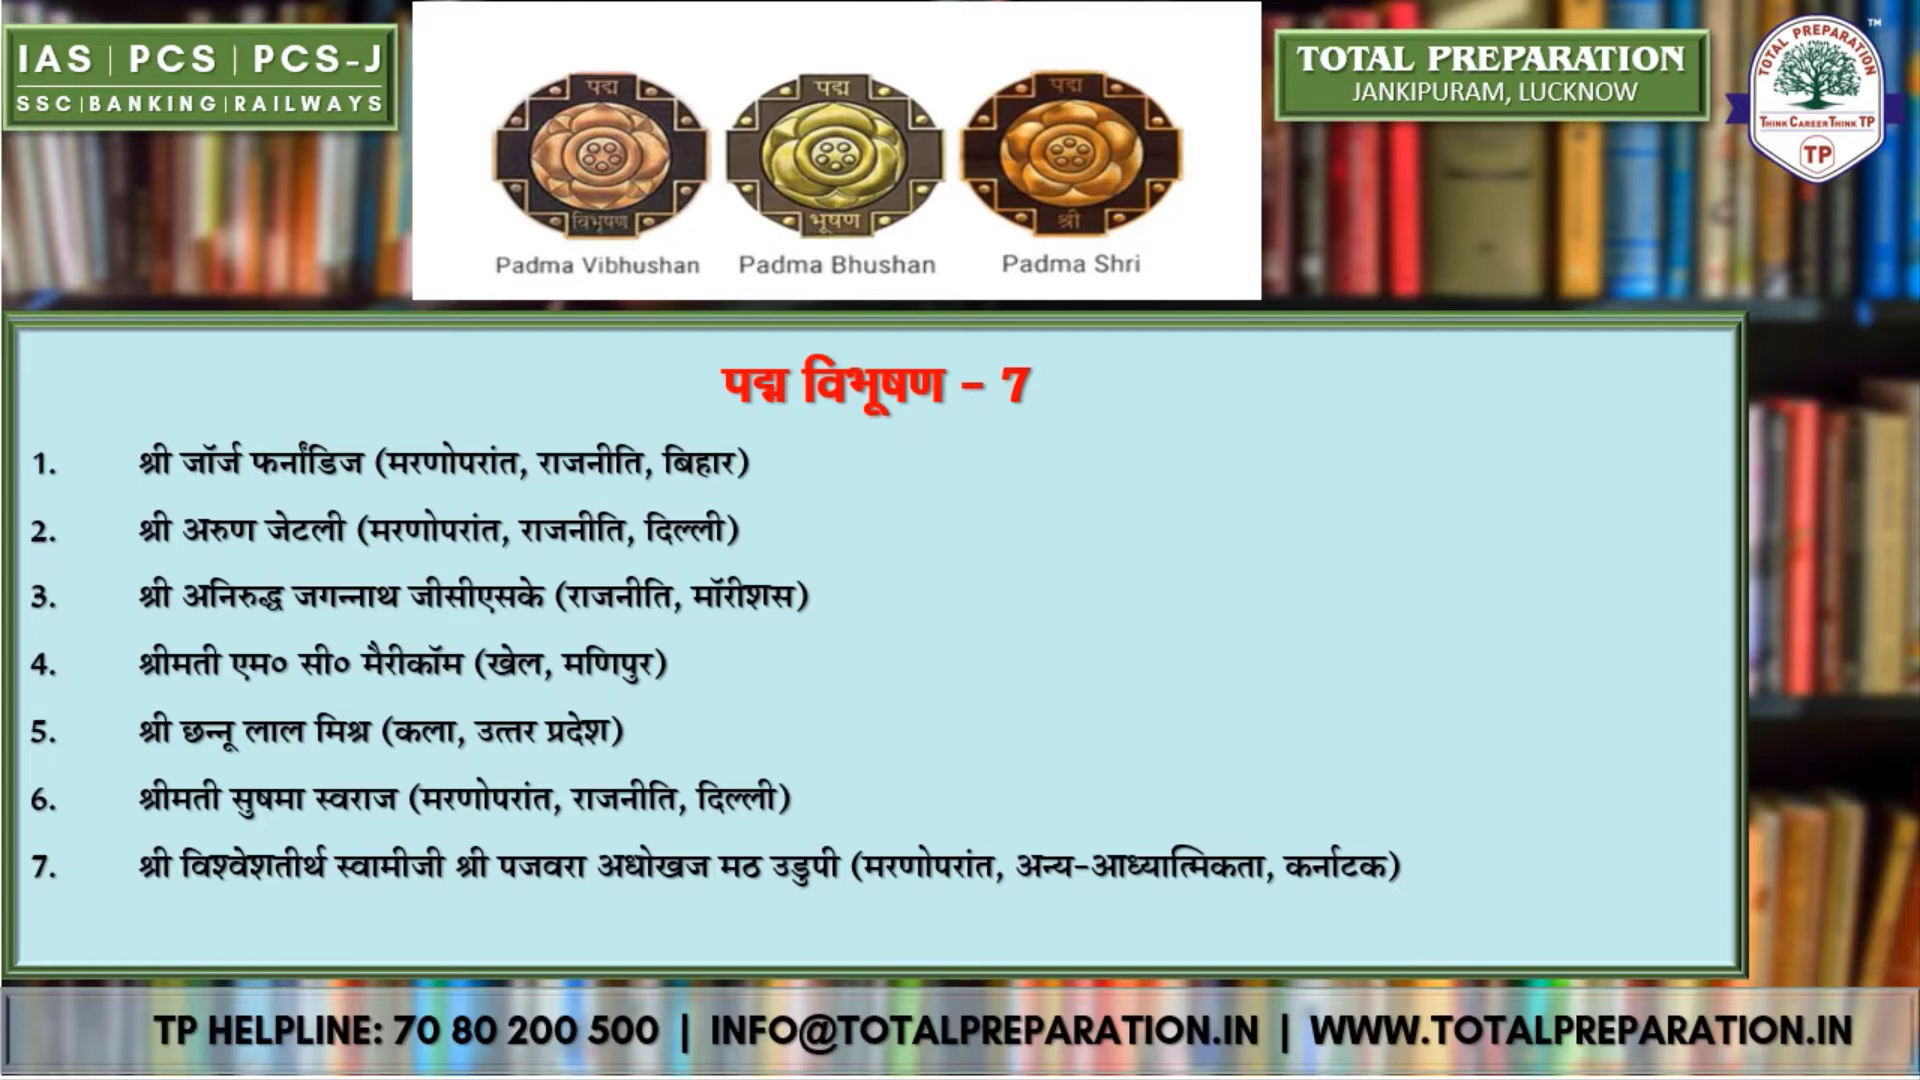 IAS | PCS | PCS-J
SSC|BANKING|RAILWAYS
पद्म
विभूषण
Padma Vibhushan
पद्म
भूषण
Padma Bhushan
पद्म
श्री
Padma Shri
TOTAL PREPARATION
JANKIPURAM, LUCKNOW
TOTAL PREPARATION
TM
THINK CAREER THINK TP
TP
पद्म विभूषण – 7
1. श्री जॉर्ज फर्नांडिज (मरणोपरांत, राजनीति, बिहार)
2. श्री अरुण जेटली (मरणोपरांत, राजनीति, दिल्ली)
3. श्री अनिरुद्ध जगन्नाथ जीसीएसके (राजनीति, मॉरीशस)
4. श्रीमती एम० सी० मैरीकॉम (खेल, मणिपुर)
5. श्री छन्नू लाल मिश्र (कला, उत्तर प्रदेश)
6. श्रीमती सुषमा स्वराज (मरणोपरांत, राजनीति, दिल्ली)
7. श्री विश्वेशतीर्थ स्वामीजी श्री पजवरा अधोखज मठ उडुपी (मरणोपरांत, अन्य-आध्यात्मिकता, कर्नाटक)
TP HELPLINE: 70 80 200 500 | INFO@TOTALPREPARATION.IN | WWW.TOTALPREPARATION.IN